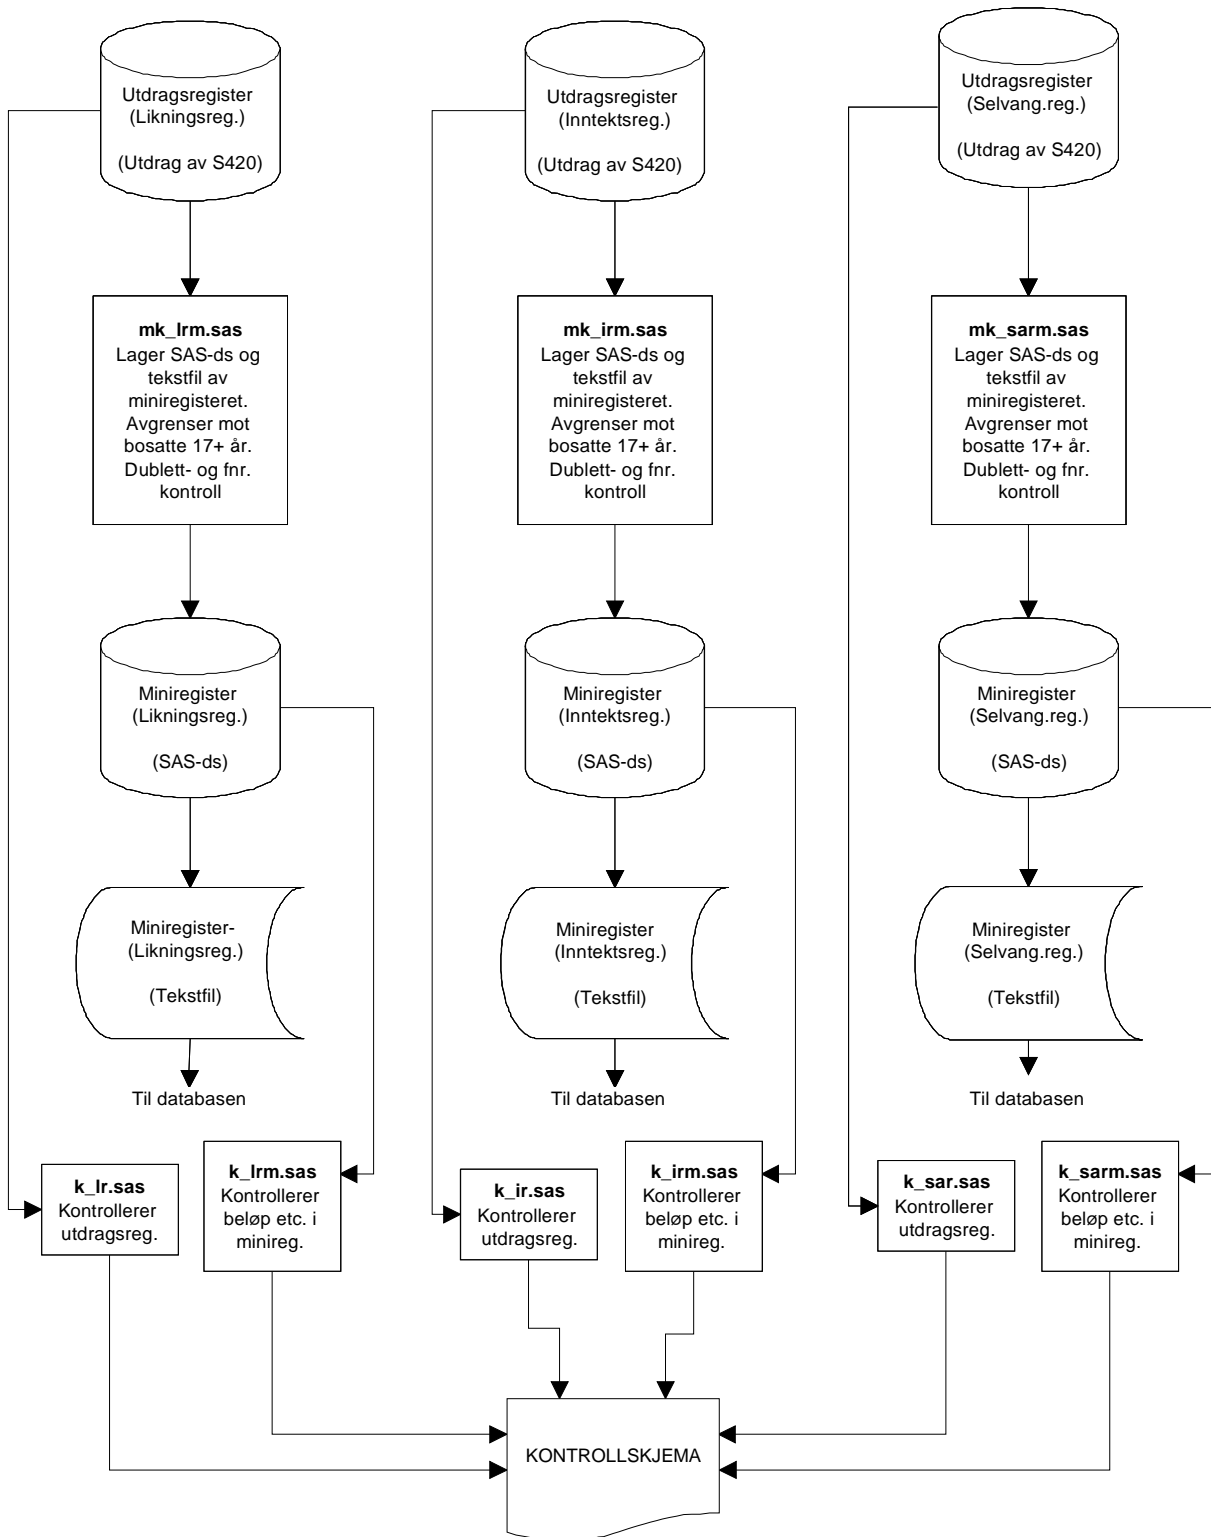 Utdragsregister
(Likningsreg.)
(Utdrag av S420)
Utdragsregister
(Inntektsreg.)
(Utdrag av S420)
Utdragsregister
(Selvang.reg.)
(Utdrag av S420)
mk_lrm.sas
Lager SAS-ds og
tekstfil av
miniregisteret.
Avgrenser mot
bosatte 17+ år.
Dublett- og fnr.
kontroll
mk_irm.sas
Lager SAS-ds og
tekstfil av
miniregisteret.
Avgrenser mot
bosatte 17+ år.
Dublett- og fnr.
kontroll
mk_sarm.sas
Lager SAS-ds og
tekstfil av
miniregisteret.
Avgrenser mot
bosatte 17+ år.
Dublett- og fnr.
kontroll
Miniregister
(Likningsreg.)
(SAS-ds)
Miniregister
(Inntektsreg.)
(SAS-ds)
Miniregister
(Selvang.reg.)
(SAS-ds)
Miniregister-
(Likningsreg.)
(Tekstfil)
Miniregister
(Inntektsreg.)
(Tekstfil)
Miniregister
(Selvang.reg.)
(Tekstfil)
Til databasen
Til databasen
Til databasen
k_lr.sas
Kontrollerer
utdragsreg.
k_lrm.sas
Kontrollerer
beløp etc. i
minireg.
k_ir.sas
Kontrollerer
utdragsreg.
k_irm.sas
Kontrollerer
beløp etc. i
minireg.
k_sar.sas
Kontrollerer
utdragsreg.
k_sarm.sas
Kontrollerer
beløp etc. i
minireg.
KONTROLLSKJEMA